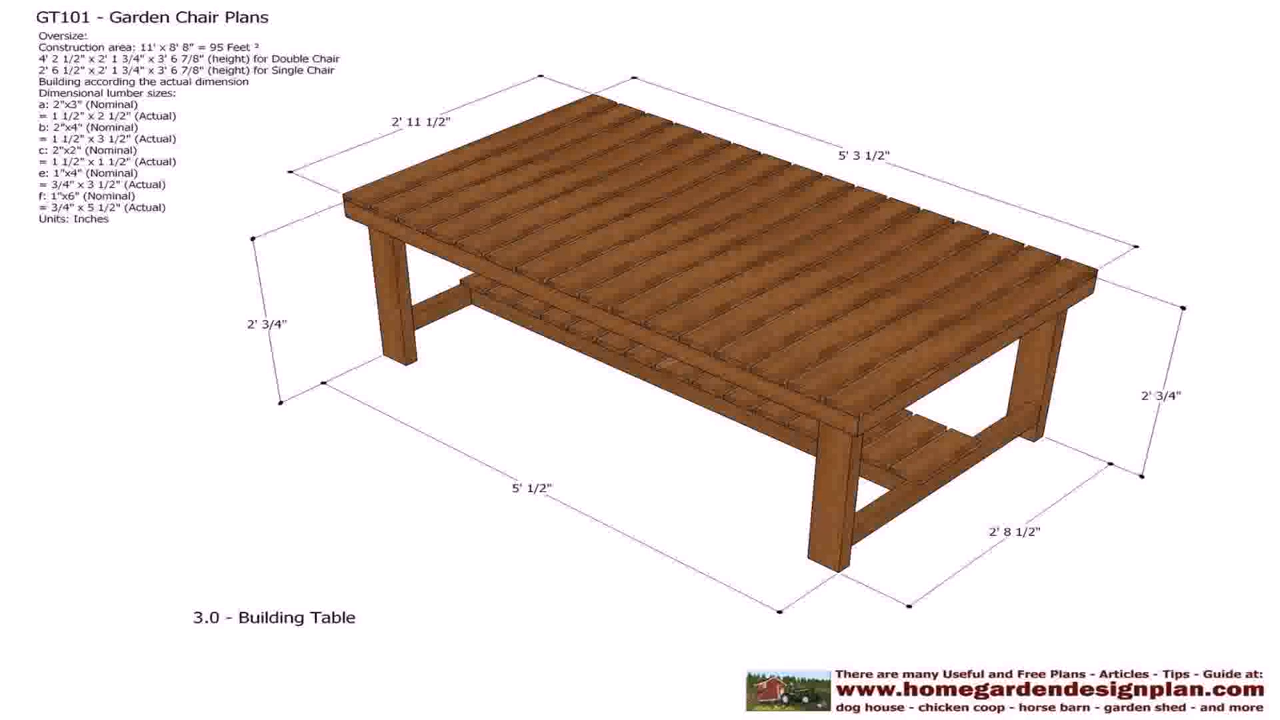 GT101 - Garden Chair Plans
Oversize:
Construction area: 11' x 8' 8" = 95 Feet ²
4' 2 1/2" x 2' 1 3/4" x 3' 6 7/8" (height) for Double Chair
2' 6 1/2" x 2' 1 3/4" x 3' 6 7/8" (height) for Single Chair
Building according the actual dimension
Dimensional lumber sizes:
a: 2"x3" (Nominal)
= 1 1/2" x 2 1/2" (Actual)
b: 2"x4" (Nominal)
= 1 1/2" x 3 1/2" (Actual)
c: 2"x2" (Nominal)
= 1 1/2" x 1 1/2" (Actual)
e: 1"x4" (Nominal)
= 3/4" x 3 1/2" (Actual)
f: 1"x6" (Nominal)
= 3/4" x 5 1/2" (Actual)
Units: Inches
2' 11 1/2"
5' 3 1/2"
2' 3/4"
2' 3/4"
5' 1/2"
2' 8 1/2"
3.0 - Building Table
There are many Useful and Free Plans - Articles - Tips - Guide at:
www.homegardendesignplan.com
dog house - chicken coop - horse barn - garden shed - and more